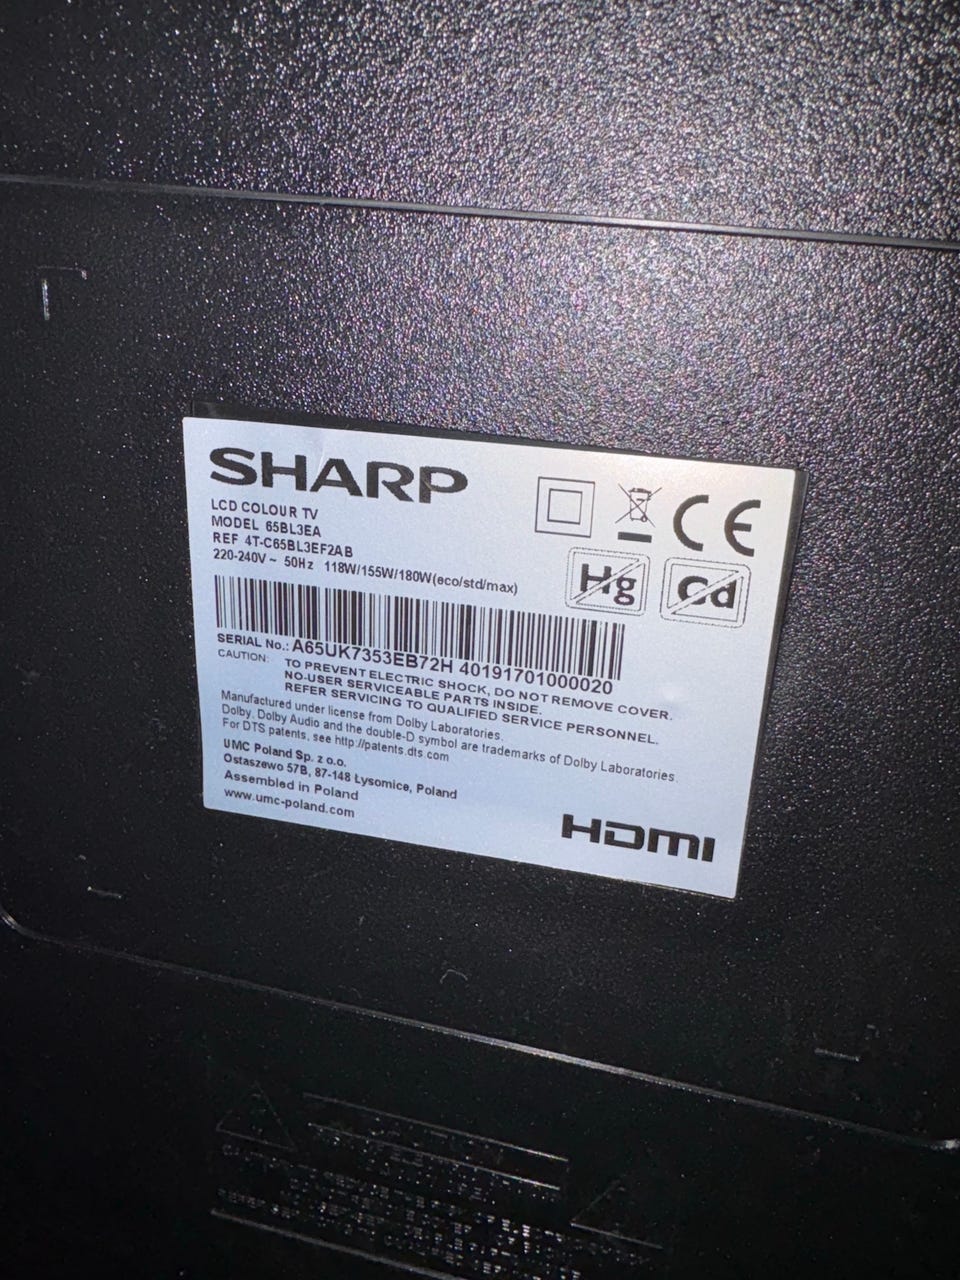 SHARP
LCD COLOUR TV
MODEL 65BL3EA
REF 4T-C65BL3EF2AB
220-240V ~ 50Hz 118W/155W/180W(eco/std/max)
CE
Hg Cd
SERIAL No.: A65UK7353EB72H 40191701000020
CAUTION: TO PREVENT ELECTRIC SHOCK, DO NOT REMOVE COVER.
NO-USER SERVICEABLE PARTS INSIDE.
REFER SERVICING TO QUALIFIED SERVICE PERSONNEL.
Manufactured under license from Dolby Laboratories.
Dolby, Dolby Audio and the double-D symbol are trademarks of Dolby Laboratories.
For DTS patents, see http://patents.dts.com
UMC Poland Sp. z o.o.
Ostaszewo 57B, 87-148 Łysomice, Poland
Assembled in Poland
www.umc-poland.com
HDMI